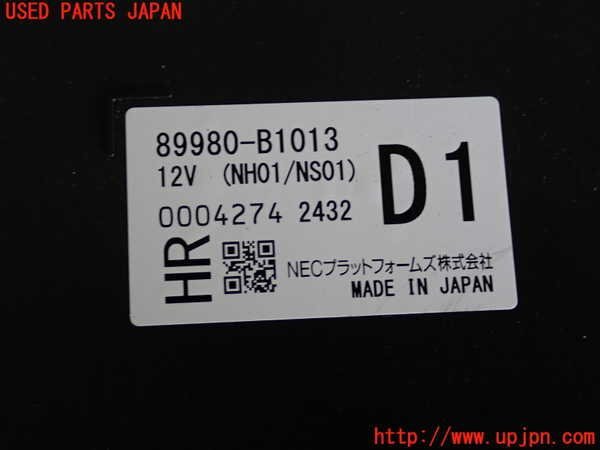 USED PARTS JAPAN
89980-B1013
12V (NH01/NS01)
D1
0004274 2432
HR
NECプラットフォームズ株式会社
MADE IN JAPAN
http://www.upjpn.com/